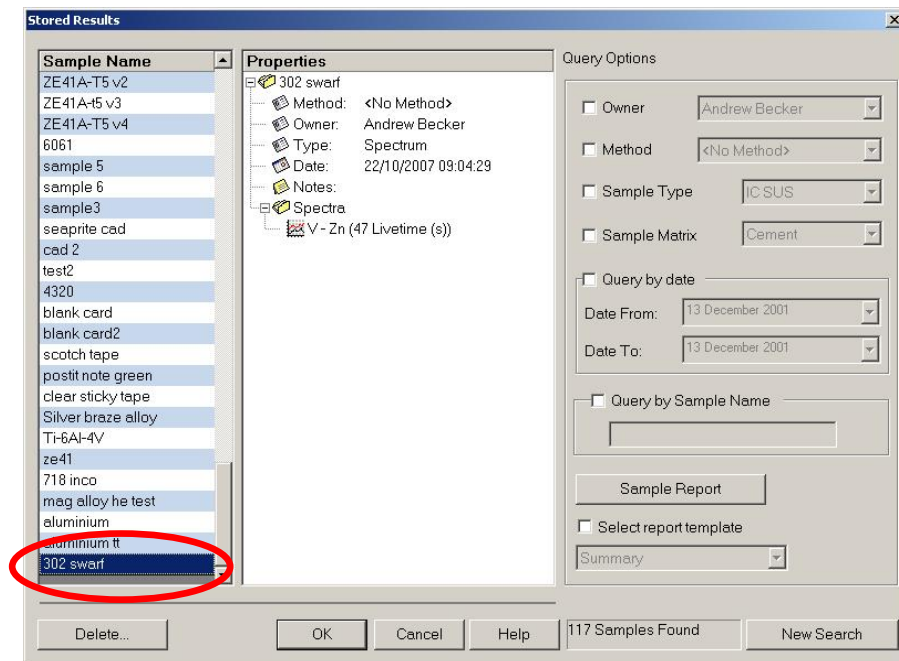 Stored Results
Sample Name
ZE41A-T5 v2
ZE41A-t5 v3
ZE41A-T5 v4
6061
sample 5
sample 6
sample3
seaprite cad
cad 2
test2
4320
blank card
blank card2
scotch tape
postit note green
clear sticky tape
Silver braze alloy
Ti-6Al-4V
ze41
718 inco
mag alloy he test
aluminium
aluminium tt
302 swarf
Properties
302 swarf
Method: <No Method>
Owner: Andrew Becker
Type: Spectrum
Date: 22/10/2007 09:04:29
Notes:
Spectra
V - Zn (47 Livetime (s))
Query Options
Owner Andrew Becker
Method <No Method>
Sample Type IC SUS
Sample Matrix Cement
Query by date
Date From: 13 December 2001
Date To: 13 December 2001
Query by Sample Name
Sample Report
Select report template
Summary
Delete... OK Cancel Help 117 Samples Found New Search